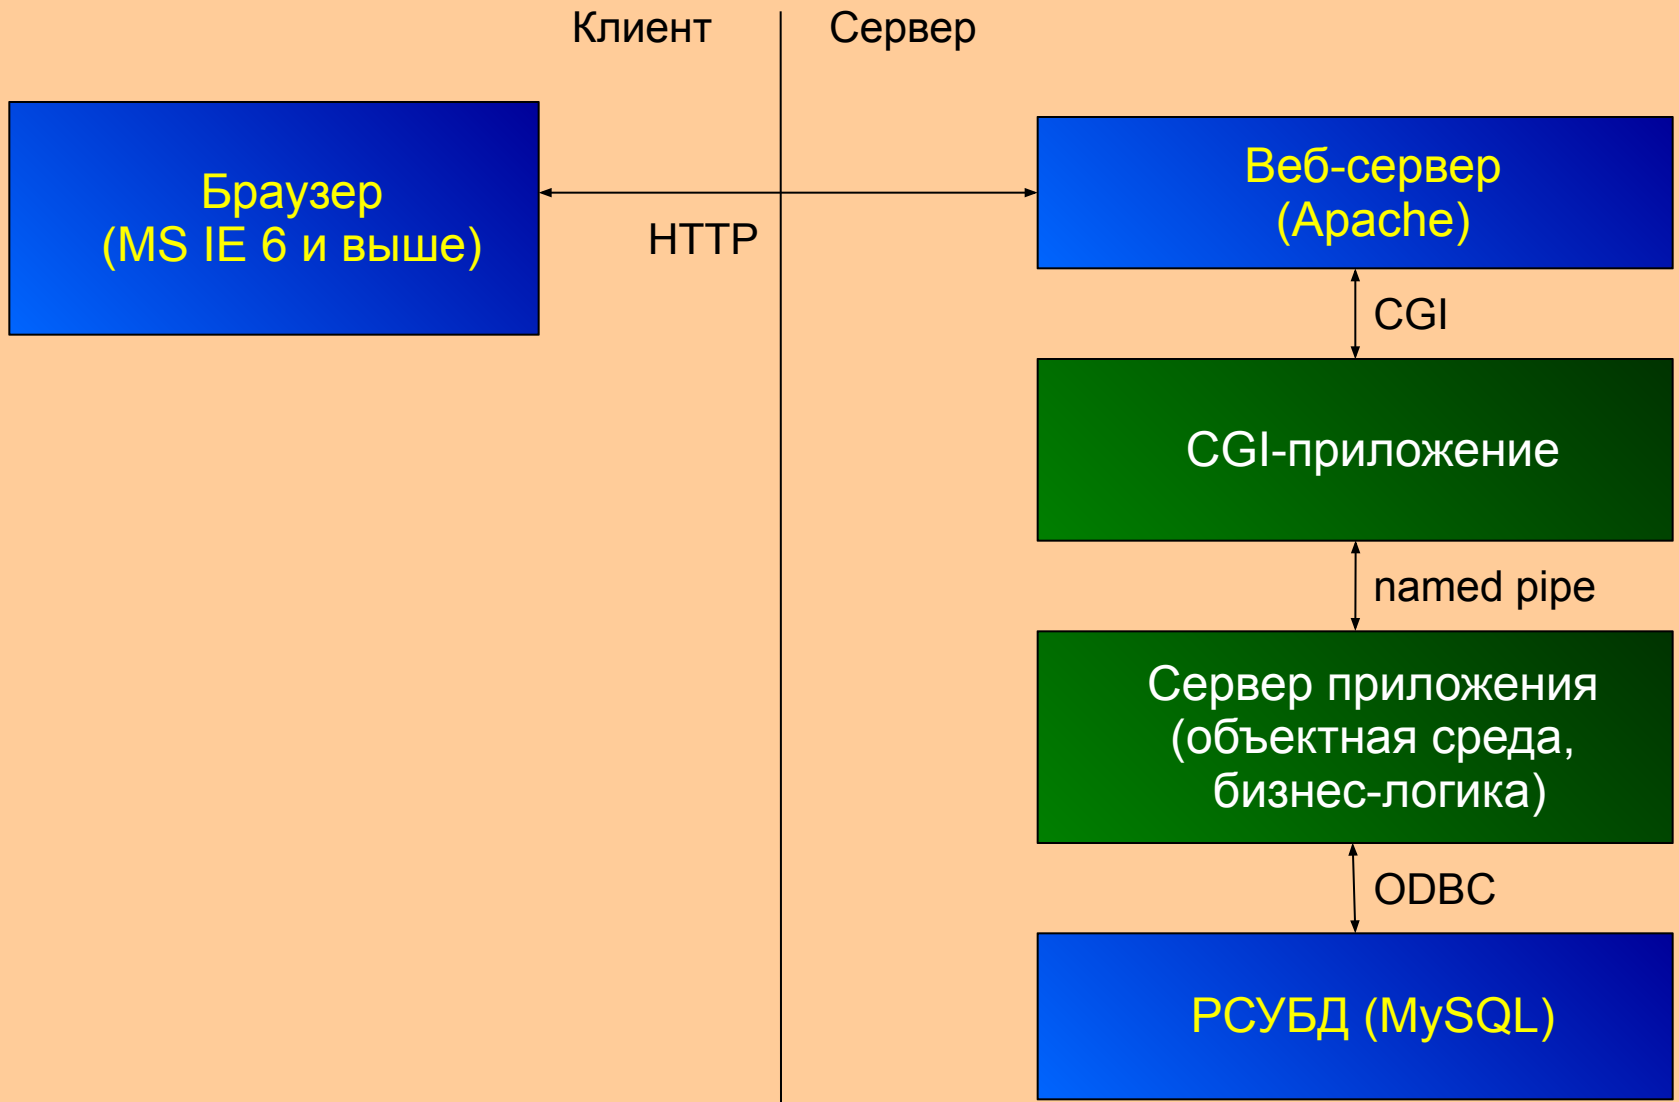 Клиент
Сервер
Браузер
(MS IE 6 и выше)
HTTP
Веб-сервер
(Apache)
CGI
CGI-приложение
named pipe
Сервер приложения
(объектная среда,
бизнес-логика)
ODBC
РСУБД (MySQL)